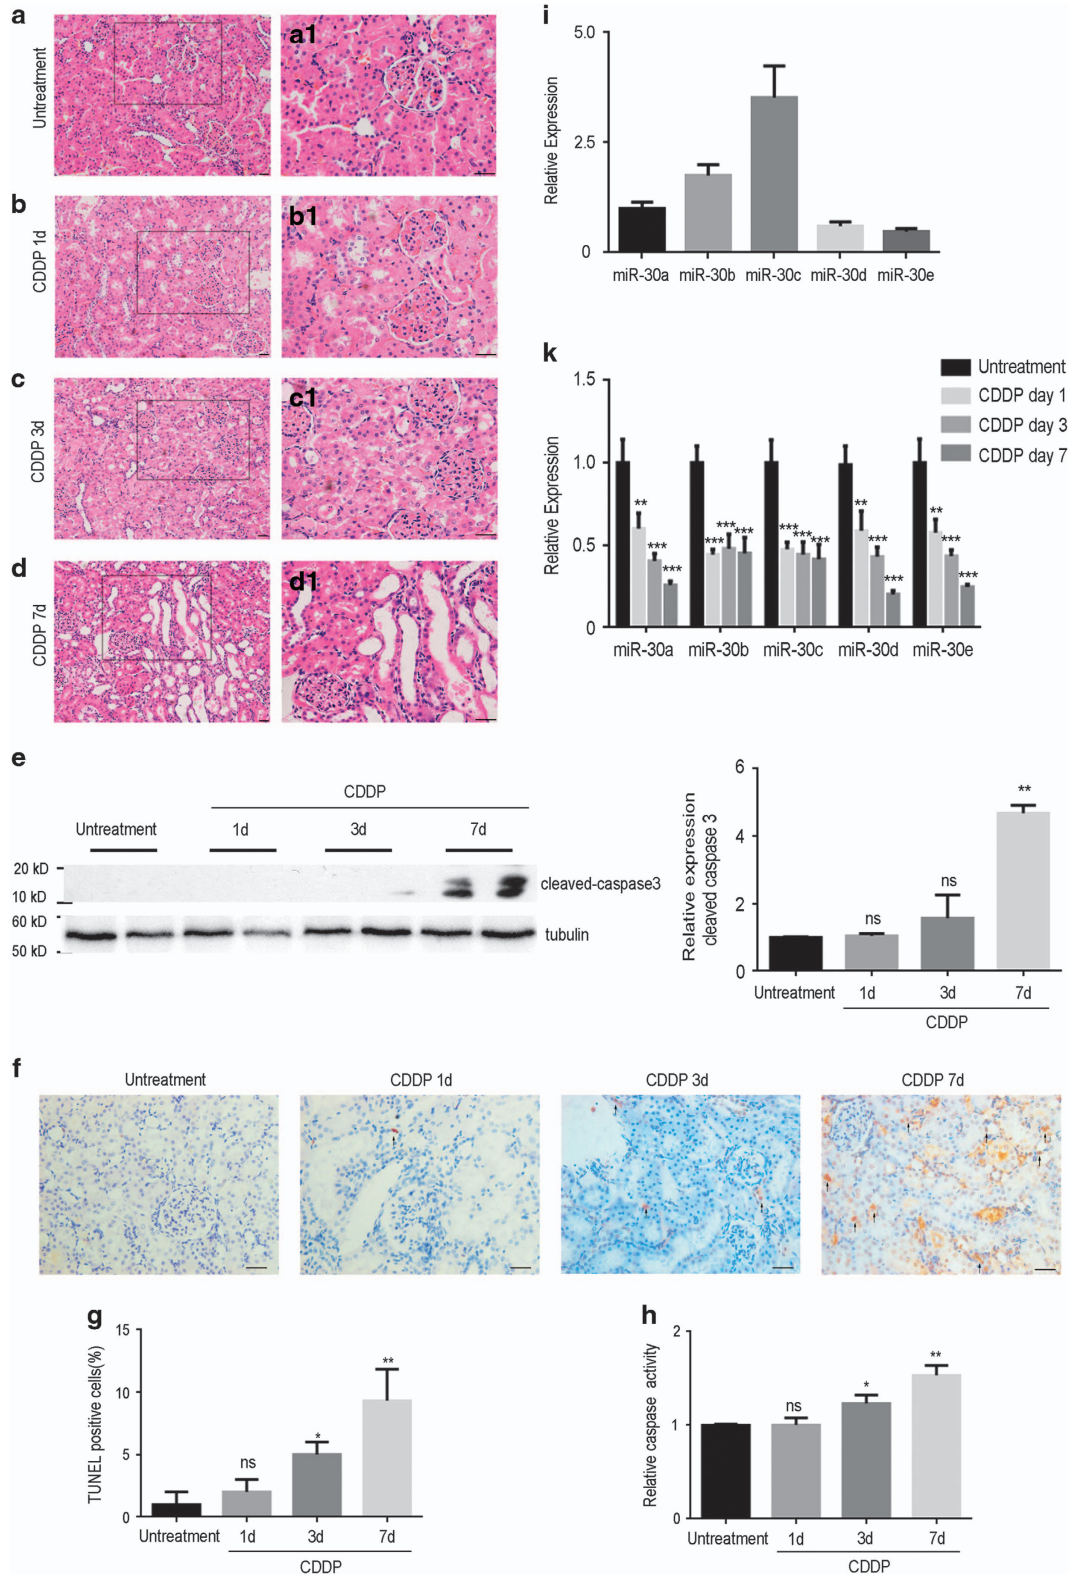 a
Untreatment
a1
b
CDDP 1d
b1
c
CDDP 3d
c1
d
CDDP 7d
d1
i
Relative Expression
5.0
2.5
0
miR-30a miR-30b miR-30c miR-30d miR-30e
k
Untreatment
CDDP day 1
CDDP day 3
CDDP day 7
Relative Expression
1.5
1.0
0.5
0
** *** ***
*** *** ***
*** *** ***
** *** ***
** *** ***
miR-30a miR-30b miR-30c miR-30d miR-30e
e
CDDP
Untreatment 1d 3d 7d
20 kD
10 kD
cleaved-caspase3
60 kD
50 kD
tubulin
Relative expression
cleaved caspase 3
6
4
2
0
ns ns **
Untreatment 1d 3d 7d
CDDP
f
Untreatment CDDP 1d CDDP 3d CDDP 7d
g
TUNEL positive cells(%)
15
10
5
0
ns * **
Untreatment 1d 3d 7d
CDDP
h
Relative caspase activity
2
1
0
ns * **
Untreatment 1d 3d 7d
CDDP